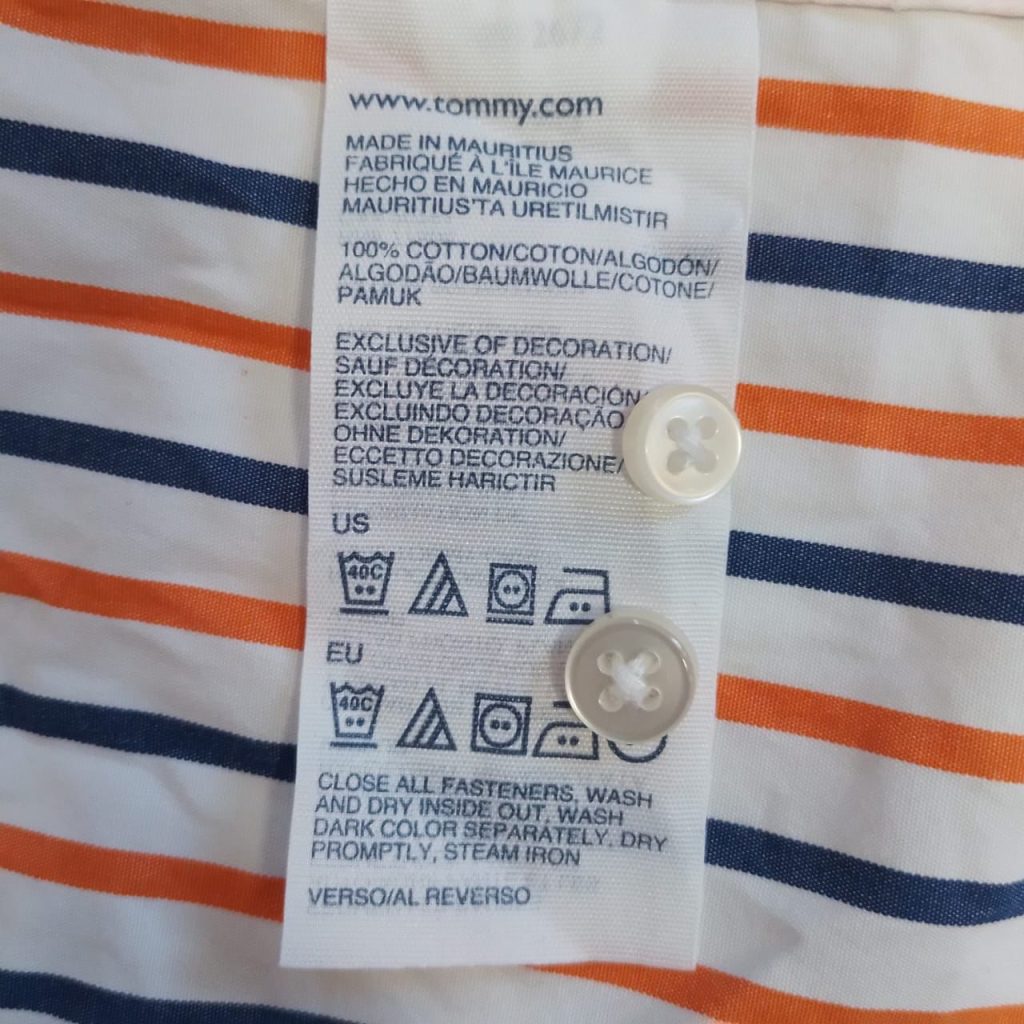 www.tommy.com
MADE IN MAURITIUS
FABRIQUÉ À L'ÎLE MAURICE
HECHO EN MAURICIO
MAURITIUS'TA URETILMISTIR
100% COTTON/COTON/ALGODÓN/
ALGODÃO/BAUMWOLLE/COTONE/
PAMUK
EXCLUSIVE OF DECORATION/
SAUF DÉCORATION/
EXCLUYE LA DECORACIÓN/
EXCLUINDO DECORAÇÃO
OHNE DEKORATION/
ECCETTO DECORAZIONE/
SUSLEME HARICTIR
US
40C
EU
40C
CLOSE ALL FASTENERS, WASH
AND DRY INSIDE OUT, WASH
DARK COLOR SEPARATELY, DRY
PROMPTLY, STEAM IRON
VERSO/AL REVERSO